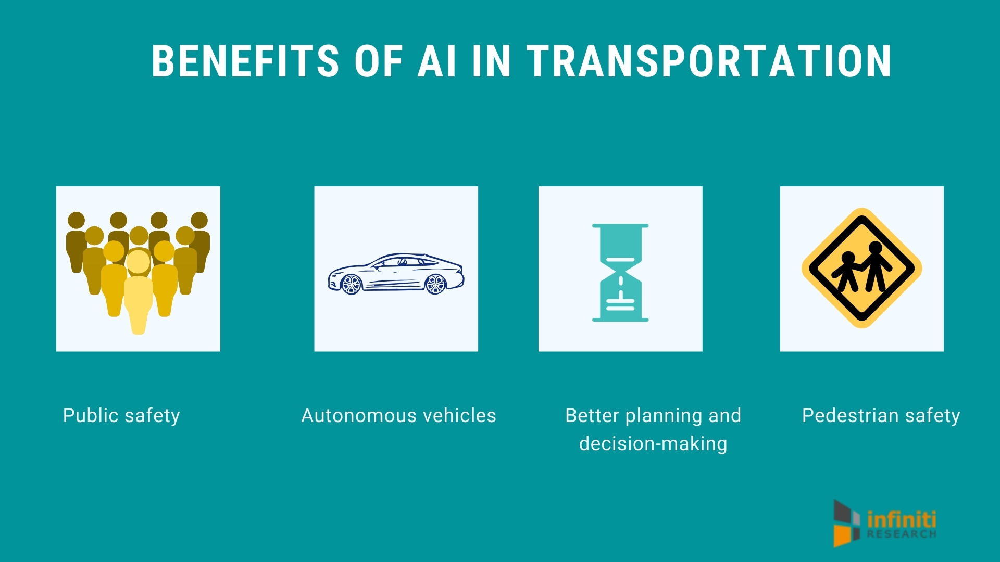 BENEFITS OF AI IN TRANSPORTATION
Public safety
Autonomous vehicles
Better planning and
decision-making
Pedestrian safety
infiniti
RESEARCH